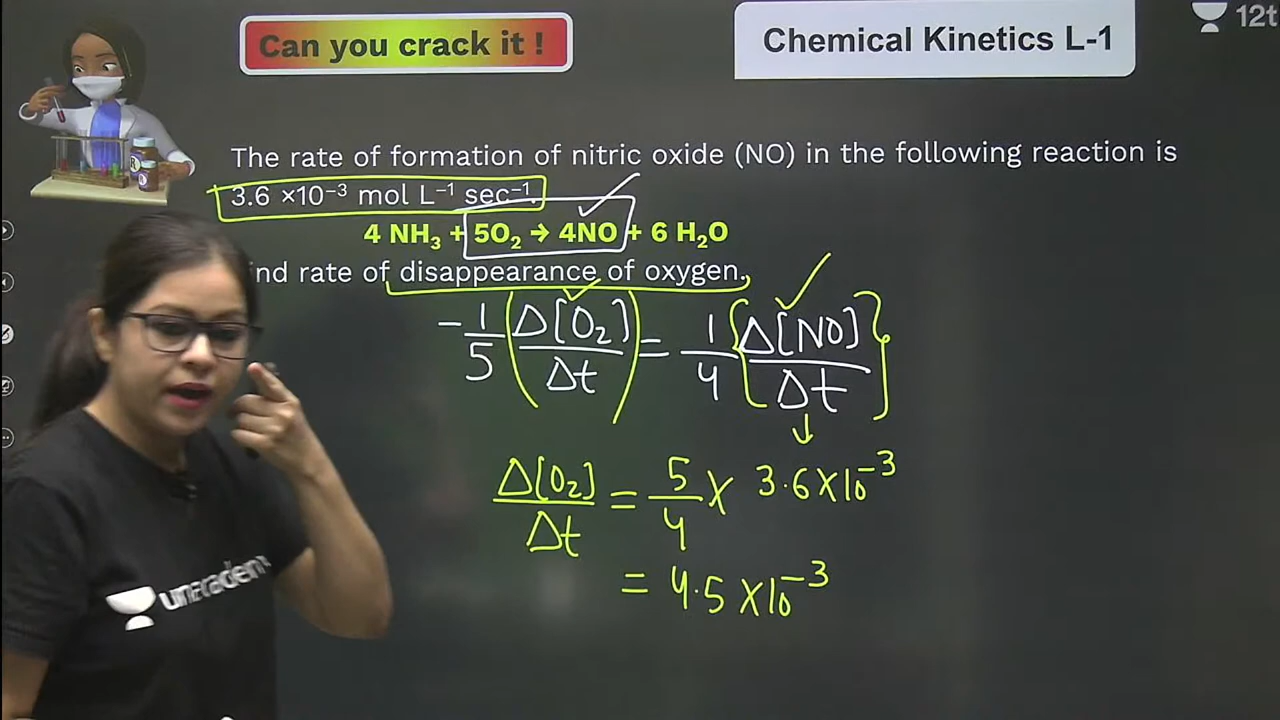 Can you crack it !
Chemical Kinetics L-1
12t
The rate of formation of nitric oxide (NO) in the following reaction is
3.6 ×10⁻³ mol L⁻¹ sec⁻¹.
4 NH₃ + 5O₂ → 4NO + 6 H₂O
ind rate of disappearance of oxygen.
-1/5 (Δ[O₂]/Δt) = 1/4 {Δ[NO]/Δt}
↓
Δ[O₂]/Δt = 5/4 × 3.6×10⁻³
= 4.5 ×10⁻³
unacademy